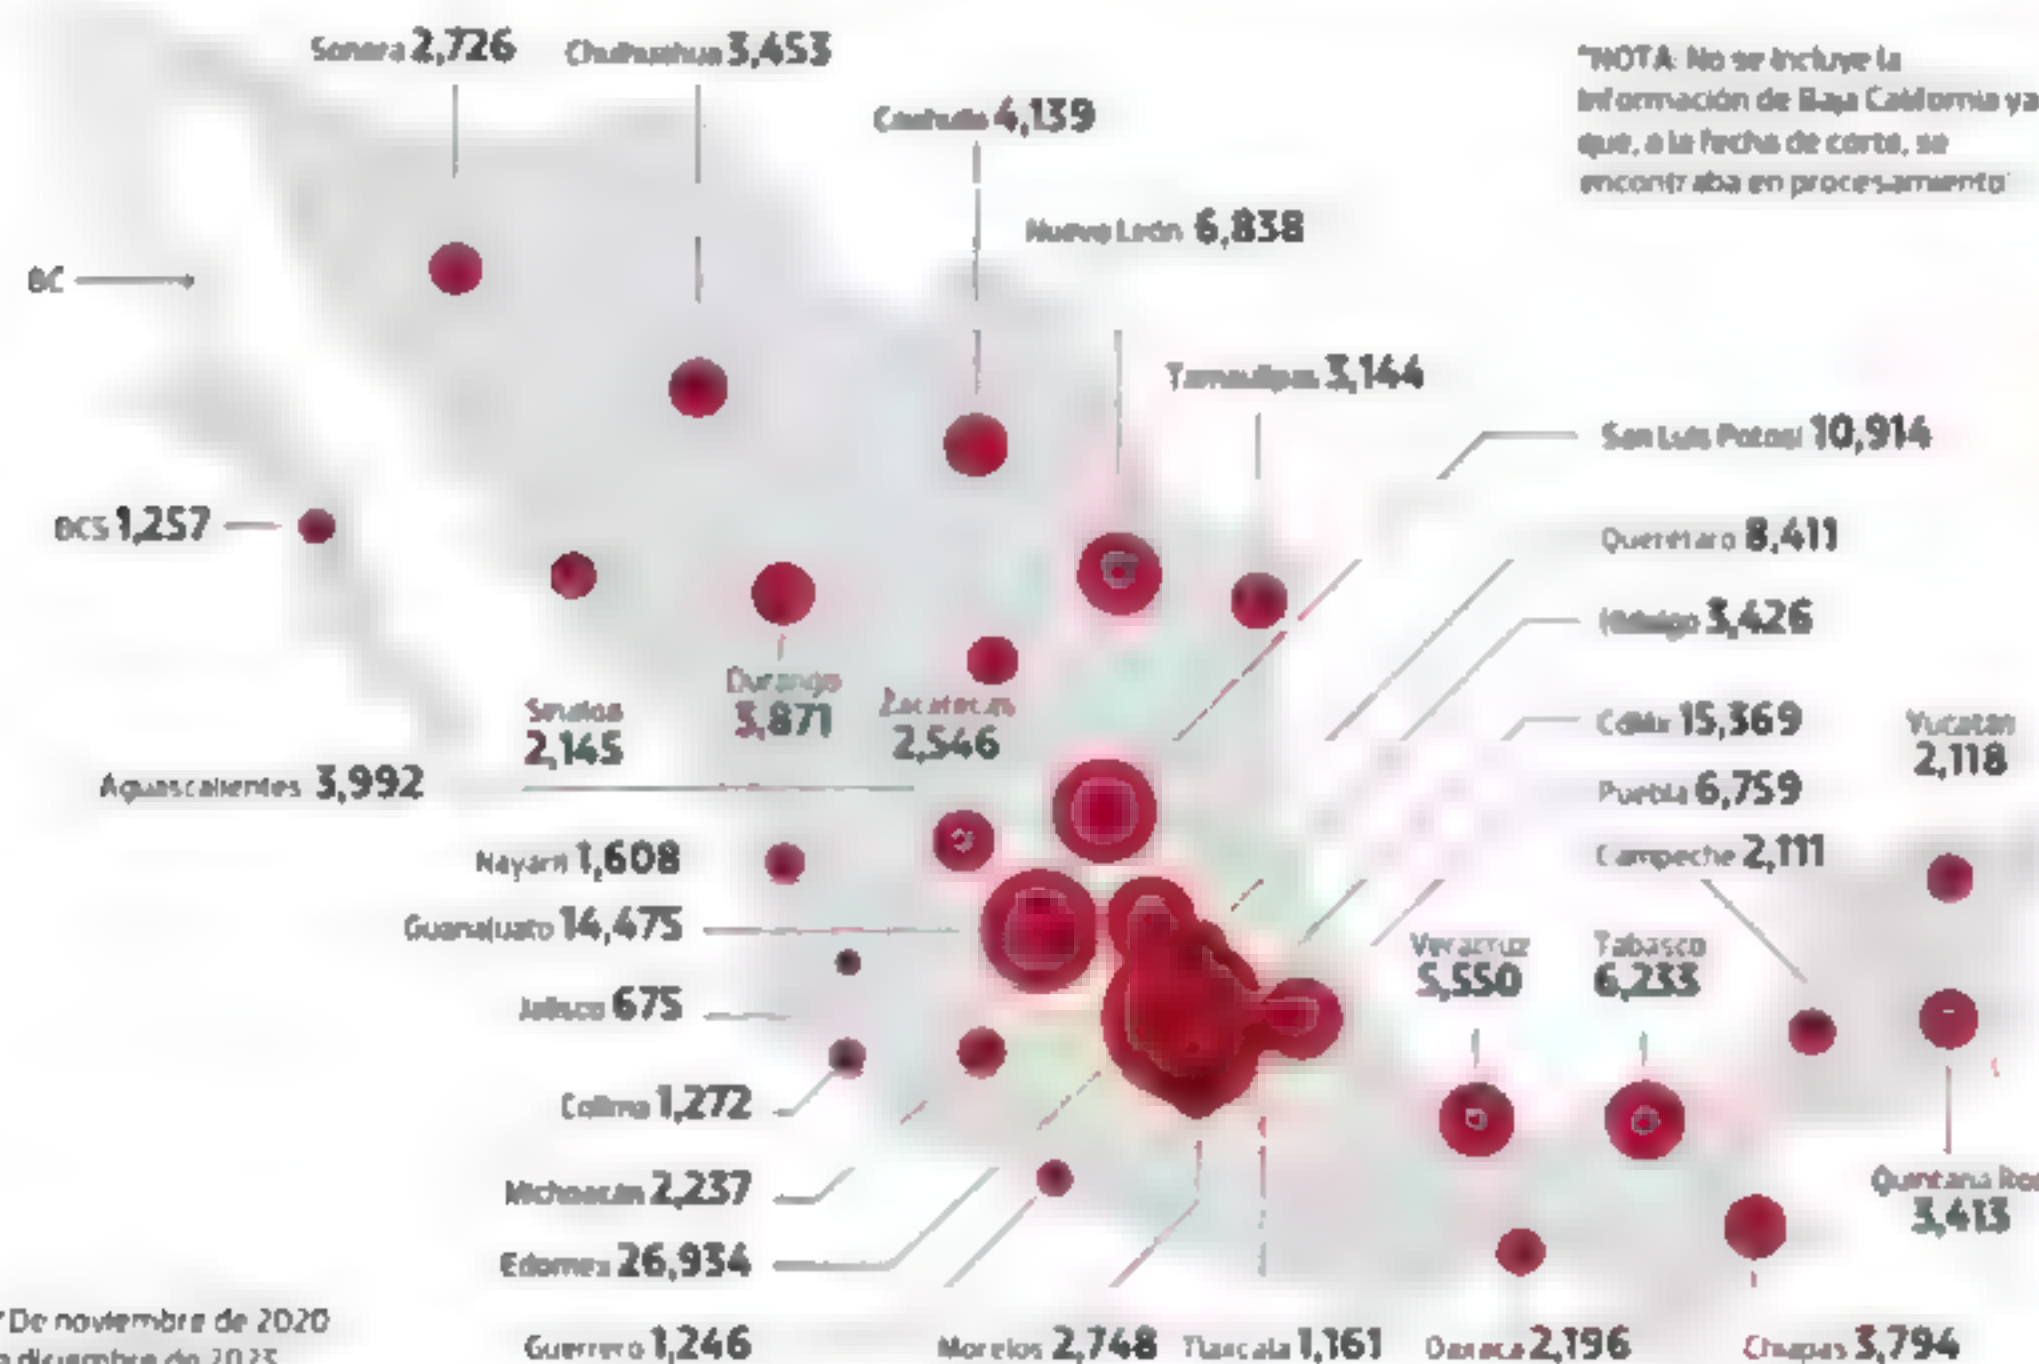 Sonora 2,726
Chuihuahua 3,453
Coahuila 4,139
Nuevo León 6,838
*NOTA: No se incluye la
información de Baja California ya
que, a la fecha de corte, se
encontraba en procesamiento
BC
Tamaulipas 3,144
San Luis Potosí 10,914
BCS 1,257
Querétaro 8,411
Hidalgo 3,426
Sinaloa
2,145
Durango
3,871
Zacatecas
2,546
CdMx 15,369
Yucatán
2,118
Aguascalientes 3,992
Puebla 6,759
Nayarit 1,608
Campeche 2,111
Guanajuato 14,475
Veracruz
5,550
Tabasco
6,233
Jalisco 675
Colima 1,272
Michoacán 2,237
Quintana Roo
3,413
Edomex 26,934
* De noviembre de 2020
a diciembre de 2023
Guerrero 1,246
Morelos 2,748
Tlaxcala 1,161
Oaxaca 2,196
Chiapas 3,794